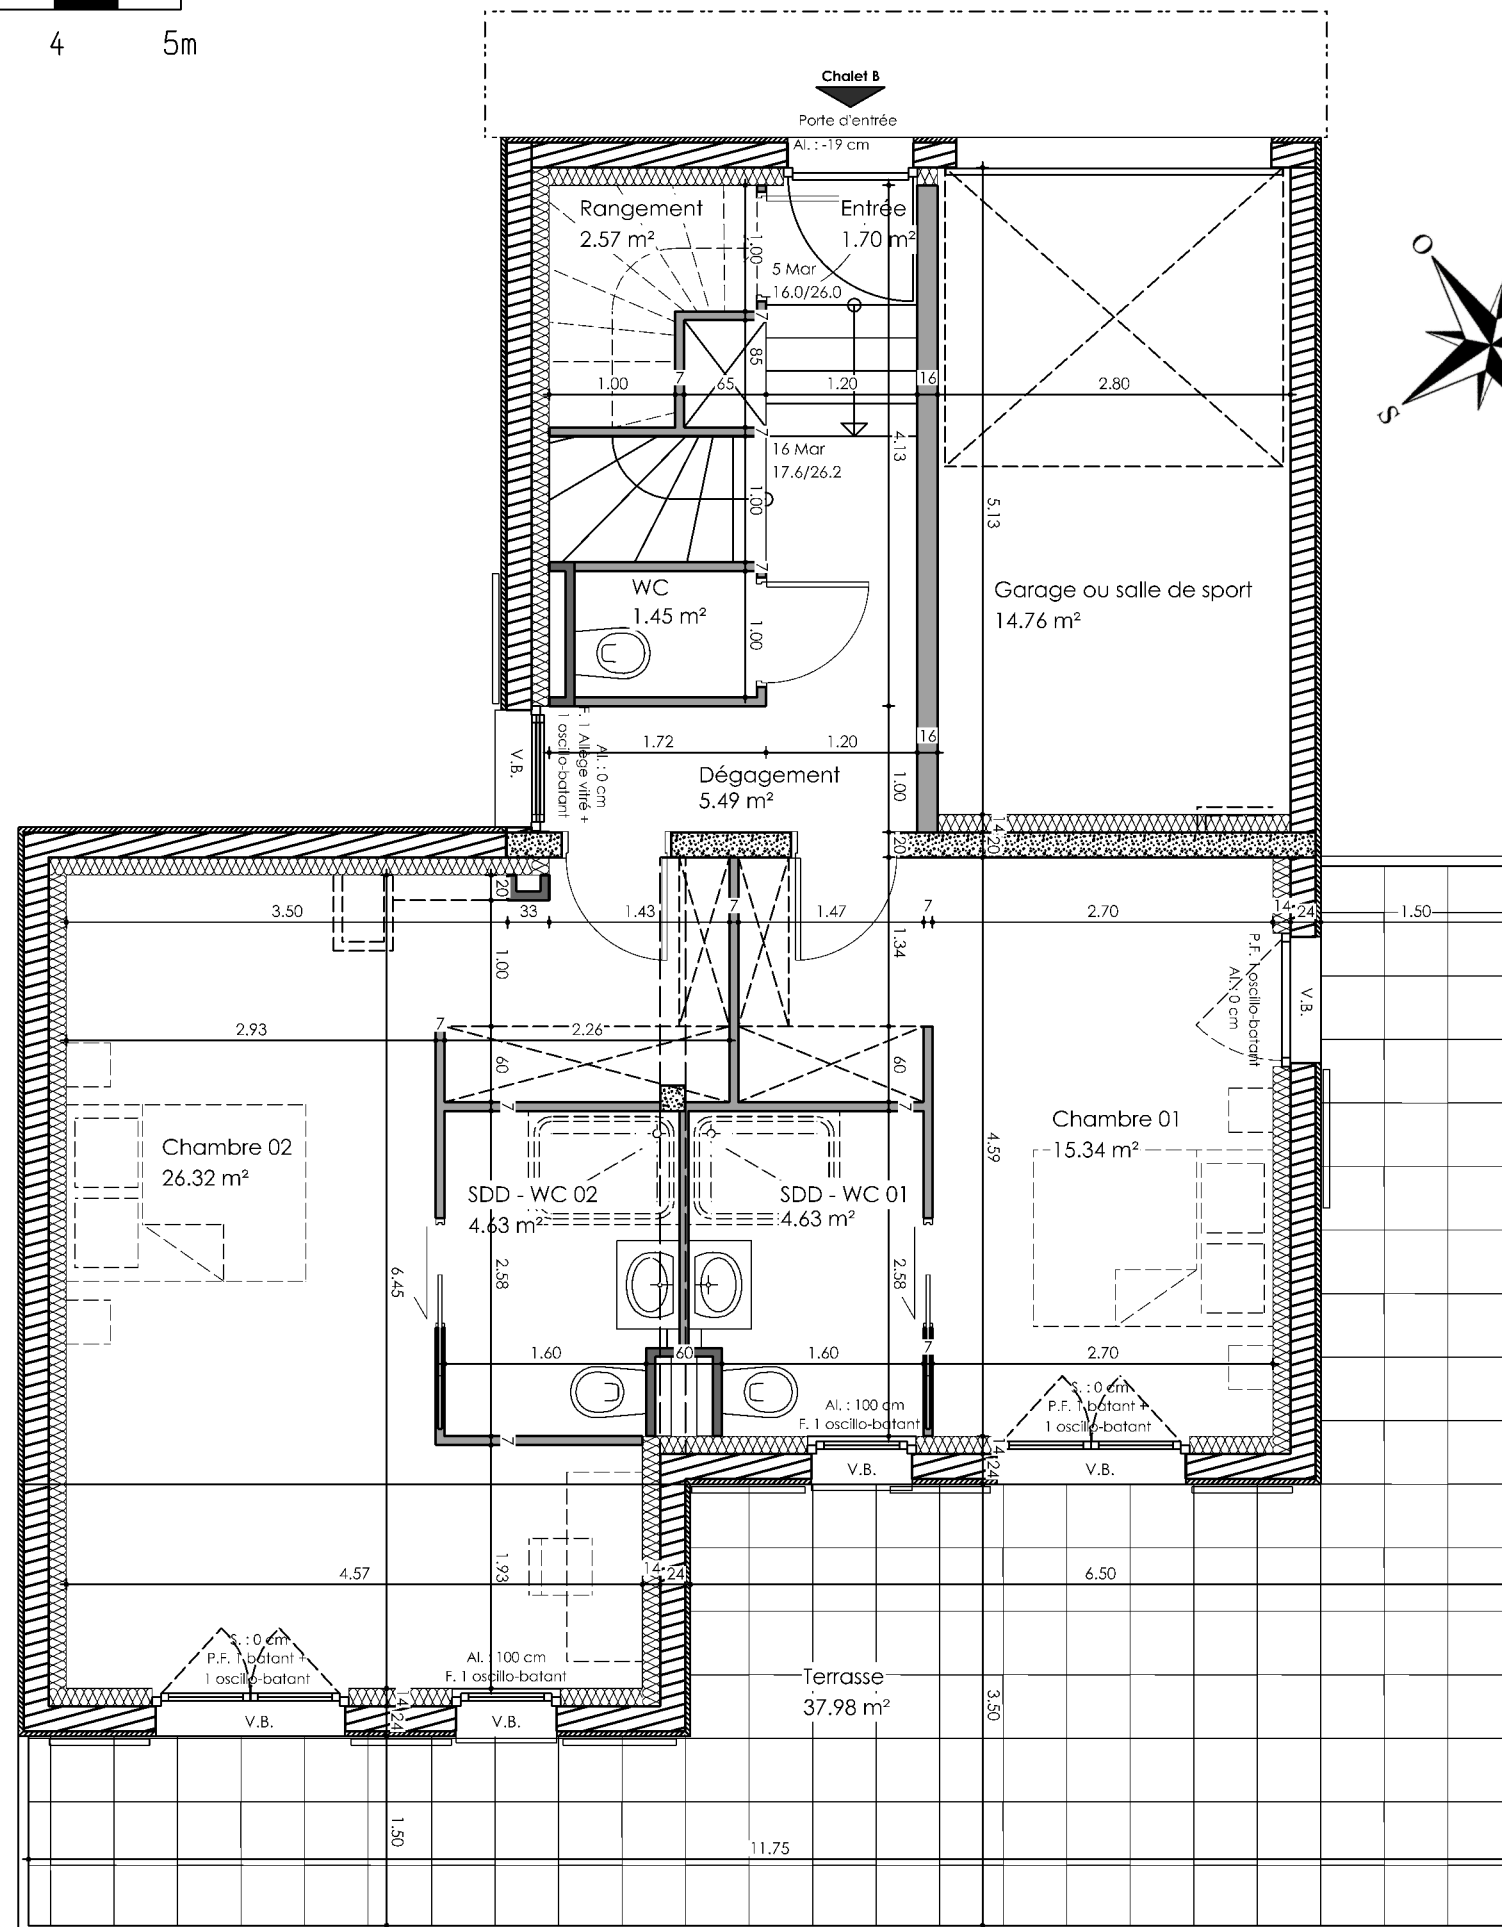 4
5m
Chalet B
Porte d'entrée
Al. : -19 cm
Rangement
2.57 m²
Entrée
1.70 m²
1.00
5 Mar
16.0/26.0
7
85
1.00
7
65
1.20
16
2.80
7
4.13
16 Mar
17.6/26.2
1.00
5.13
7
WC
1.45 m²
1.00
Garage ou salle de sport
14.76 m²
O
S
V.B.
F. 1 Allège vitré +
1 oscillo-batant
Al. : 0 cm
1.72
1.20
16
Dégagement
5.49 m²
1.00
20
14
20
20
3.50
33
1.43
7
1.47
7
2.70
14
24
1.50
1.00
1.34
P.F. 1 oscillo-batant
Al. : 0 cm
V.B.
2.93
7
2.26
60
60
7
7
Chambre 02
26.32 m²
Chambre 01
15.34 m²
4.59
SDD - WC 02
4.63 m²
SDD - WC 01
4.63 m²
6.45
2.58
2.58
1.60
60
1.60
7
2.70
Al. : 100 cm
F. 1 oscillo-batant
S. : 0 cm
P.F. 1 batant +
1 oscillo-batant
7
14
24
V.B.
V.B.
4.57
1.93
14
24
6.50
S. : 0 cm
P.F. 1 batant +
1 oscillo-batant
Al. : 100 cm
F. 1 oscillo-batant
Terrasse
37.98 m²
3.50
14
24
V.B.
V.B.
1.50
11.75